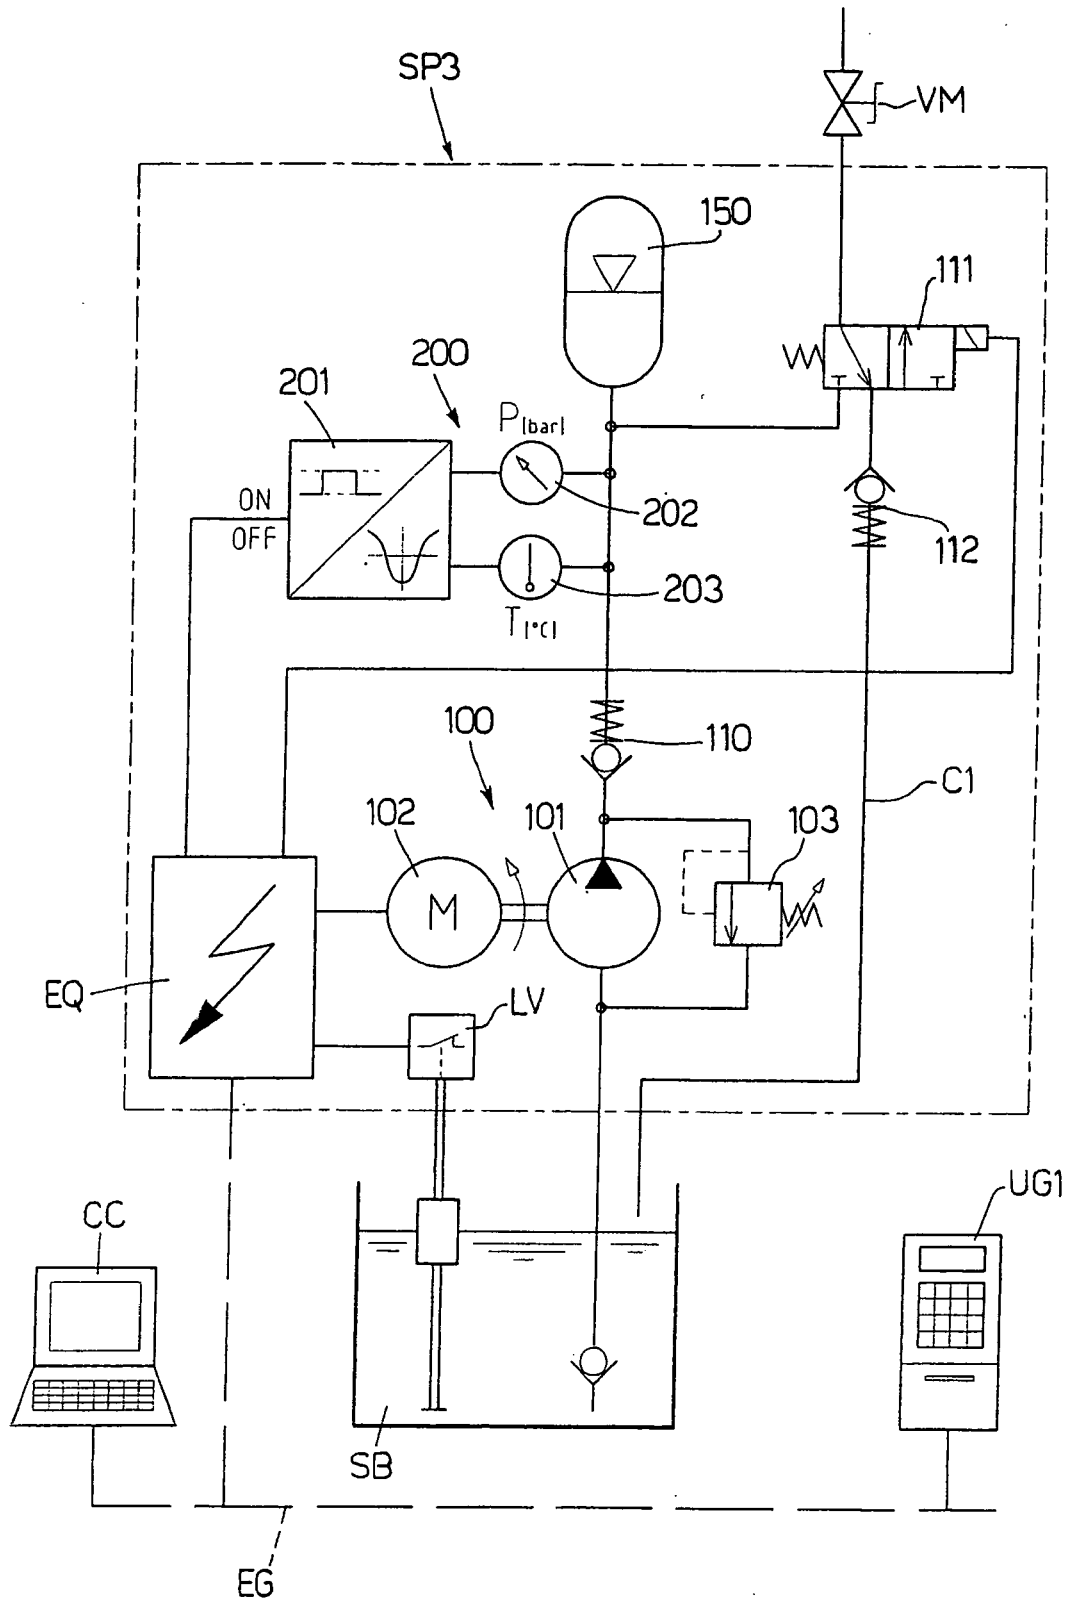 SP3
VM
150
111
200
201
P[bar]
ON
OFF
202
112
203
T[°C]
100
110
102
101
C1
103
M
EQ
LV
UG1
CC
SB
EG